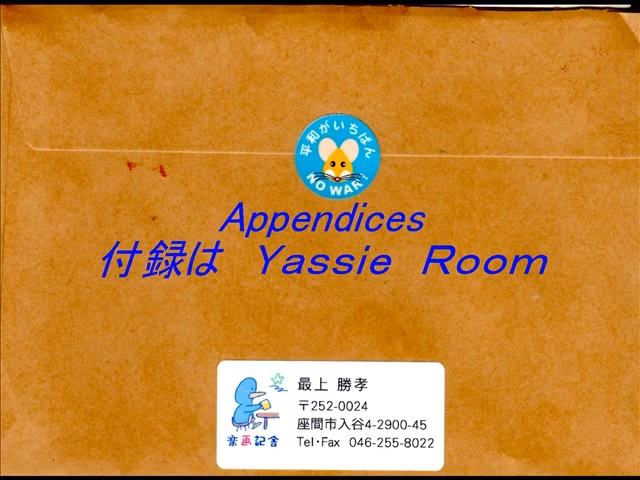 平和がいちばん
NO WAR!
Appendices
付録は Yassie Room
最上 勝孝
〒252-0024
座間市入谷4-2900-45
Tel･Fax 046-255-8022
楽画記舎